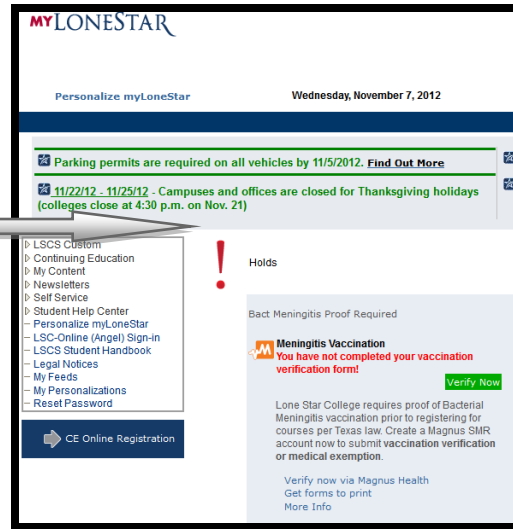 MYLONESTAR
Personalize myLoneStar
Wednesday, November 7, 2012
Parking permits are required on all vehicles by 11/5/2012. Find Out More
11/22/12 - 11/25/12 - Campuses and offices are closed for Thanksgiving holidays
(colleges close at 4:30 p.m. on Nov. 21)
LSCS Custom
Continuing Education
My Content
Newsletters
Self Service
Student Help Center
Personalize myLoneStar
LSC-Online (Angel) Sign-in
LSCS Student Handbook
Legal Notices
My Feeds
My Personalizations
Reset Password
CE Online Registration
!
Holds
Bact Meningitis Proof Required
M
Meningitis Vaccination
You have not completed your vaccination
verification form!
Verify Now
Lone Star College requires proof of Bacterial
Meningitis vaccination prior to registering for
courses per Texas law. Create a Magnus SMR
account now to submit vaccination verification
or medical exemption.
Verify now via Magnus Health
Get forms to print
More Info